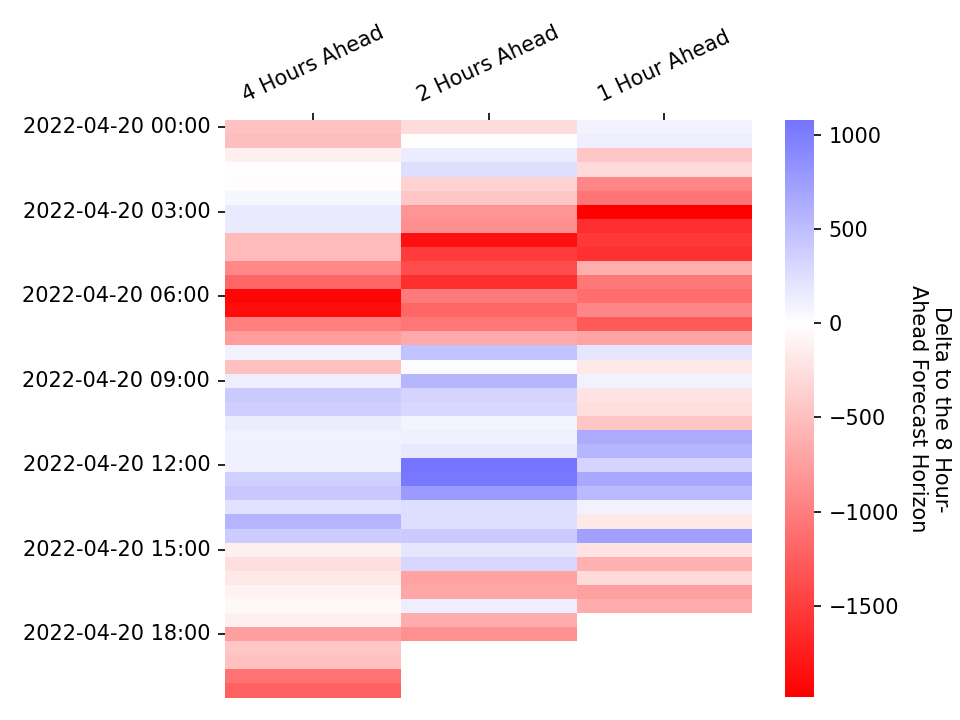 4 Hours Ahead
2 Hours Ahead
1 Hour Ahead
2022-04-20 00:00
2022-04-20 03:00
2022-04-20 06:00
2022-04-20 09:00
2022-04-20 12:00
2022-04-20 15:00
2022-04-20 18:00
1000
500
0
−500
−1000
−1500
Delta to the 8 Hour-
Ahead Forecast Horizon